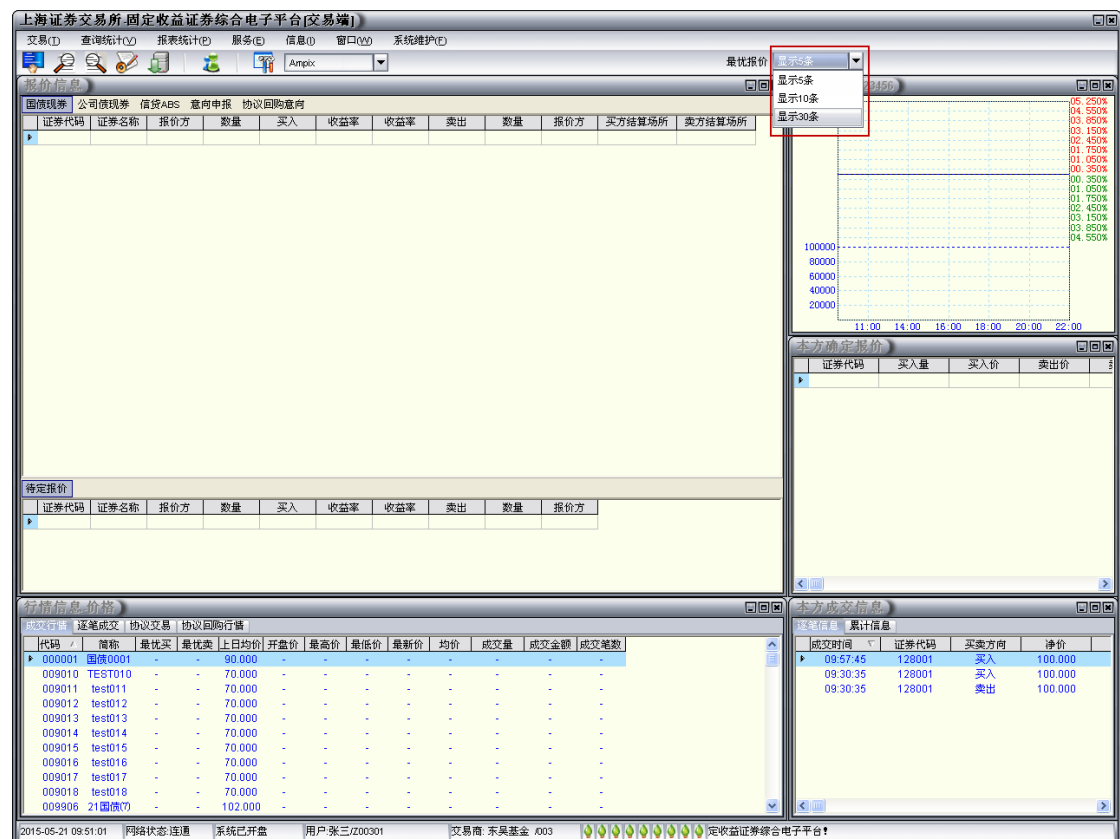 上海证券交易所-固定收益证券综合电子平台[交易端]
交易(T) 查询统计(V) 报表统计(P) 服务(E) 信息(I) 窗口(W) 系统维护(F)
Ampix 最优报价 显示5条
显示5条
显示10条
显示30条
报价信息
国债现券 公司债现券 信贷ABS 意向申报 协议回购意向
证券代码 证券名称 报价方 数量 买入 收益率 收益率 卖出 数量 报价方 买方结算场所 卖方结算场所
待定报价
证券代码 证券名称 报价方 数量 买入 收益率 收益率 卖出 数量 报价方
3456)
05.250%
04.550%
03.850%
03.150%
02.450%
01.750%
01.050%
00.350%
00.350%
01.050%
01.750%
02.450%
03.150%
03.850%
04.550%
100000
80000
60000
40000
20000
11:00 14:00 16:00 18:00 20:00 22:00
本方确定报价
证券代码 买入量 买入价 卖出价
行情信息-价格
成交行情 逐笔成交 协议交易 协议回购行情
代码 简称 最优买 最优卖 上日均价 开盘价 最高价 最低价 最新价 均价 成交量 成交金额 成交笔数
000001 国债0001 - - 90.000 - - - - - - - -
009010 TEST010 - - 70.000 - - - - - - - -
009011 test011 - - 70.000 - - - - - - - -
009012 test012 - - 70.000 - - - - - - - -
009013 test013 - - 70.000 - - - - - - - -
009014 test014 - - 70.000 - - - - - - - -
009015 test015 - - 70.000 - - - - - - - -
009016 test016 - - 70.000 - - - - - - - -
009017 test017 - - 70.000 - - - - - - - -
009018 test018 - - 70.000 - - - - - - - -
009906 21国债(7) - - 102.000 - - - - - - - -
本方成交信息
逐笔信息 累计信息
成交时间 证券代码 买卖方向 净价
09:57:45 128001 买入 100.000
09:30:35 128001 买入 100.000
09:30:35 128001 卖出 100.000
2015-05-21 09:51:01 网络状态:连通 系统已开盘 用户:张三/Z00301 交易商: 东吴基金 /003 定收益证券综合电子平台!